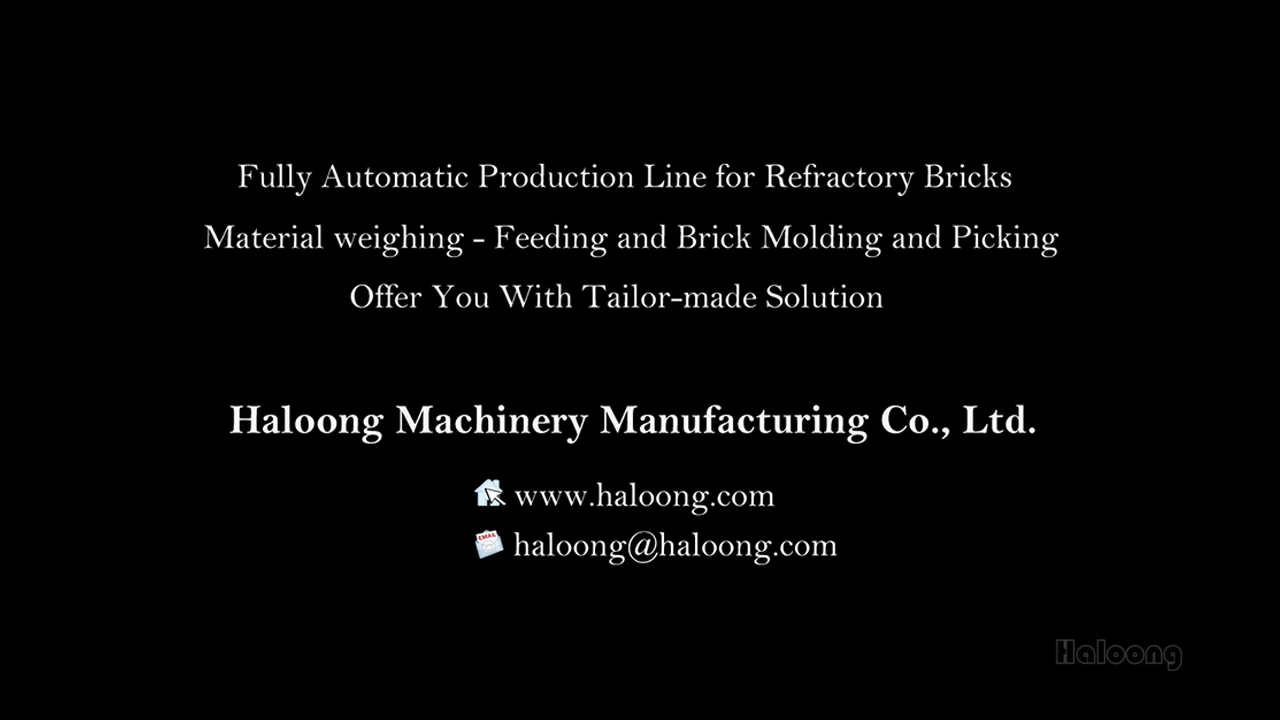 Fully Automatic Production Line for Refractory Bricks
Material weighing - Feeding and Brick Molding and Picking
Offer You With Tailor-made Solution
Haloong Machinery Manufacturing Co., Ltd.
www.haloong.com
EMAIL
haloong@haloong.com
Haloong